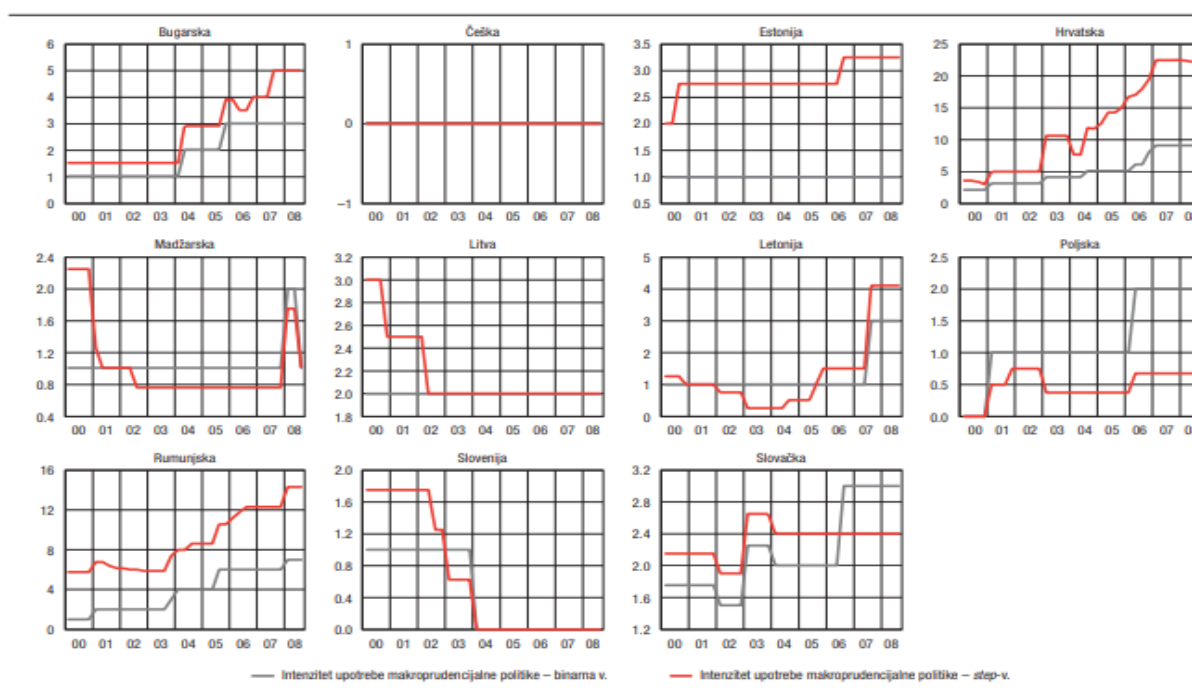 Bugarska Češka Estonija Hrvatska
6 1 3.5 25
5 3.0 20
4 2.5 15
3 0 2.0
2 1.5 10
1 1.0 5
0 −1 0.5 0
00 01 02 03 04 05 06 07 08 00 01 02 03 04 05 06 07 08 00 01 02 03 04 05 06 07 08 00 01 02 03 04 05 06 07
Madžarska Litva Letonija Poljska
2.4 3.2 5 2.5
2.0 3.0 4 2.0
1.6 2.8 3 1.5
1.2 2.6 2 1.0
0.8 2.4 1 0.5
0.4 2.2 0 0.0
2.0
1.8
00 01 02 03 04 05 06 07 08 00 01 02 03 04 05 06 07 08 00 01 02 03 04 05 06 07 08 00 01 02 03 04 05 06 07
Rumunjska Slovenija Slovačka
16 2.0 3.2
12 1.6 2.8
8 1.2 2.4
4 0.8 2.0
0 0.4 1.6
0.0 1.2
00 01 02 03 04 05 06 07 08 00 01 02 03 04 05 06 07 08 00 01 02 03 04 05 06 07 08
Intenzitet upotrebe makroprudencijalne politike – binarna v. Intenzitet upotrebe makroprudencijalne politike – step-v.